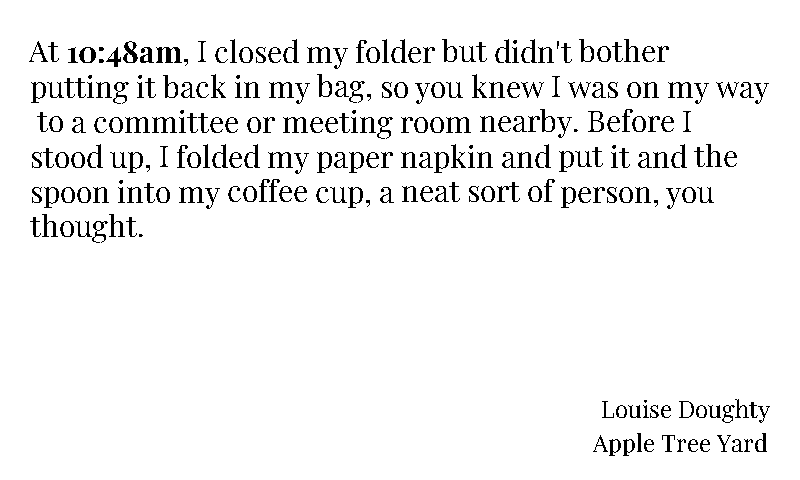 At 10:48am, I closed my folder but didn't bother
putting it back in my bag, so you knew I was on my way
to a committee or meeting room nearby. Before I
stood up, I folded my paper napkin and put it and the
spoon into my coffee cup, a neat sort of person, you
thought.
Louise Doughty
Apple Tree Yard